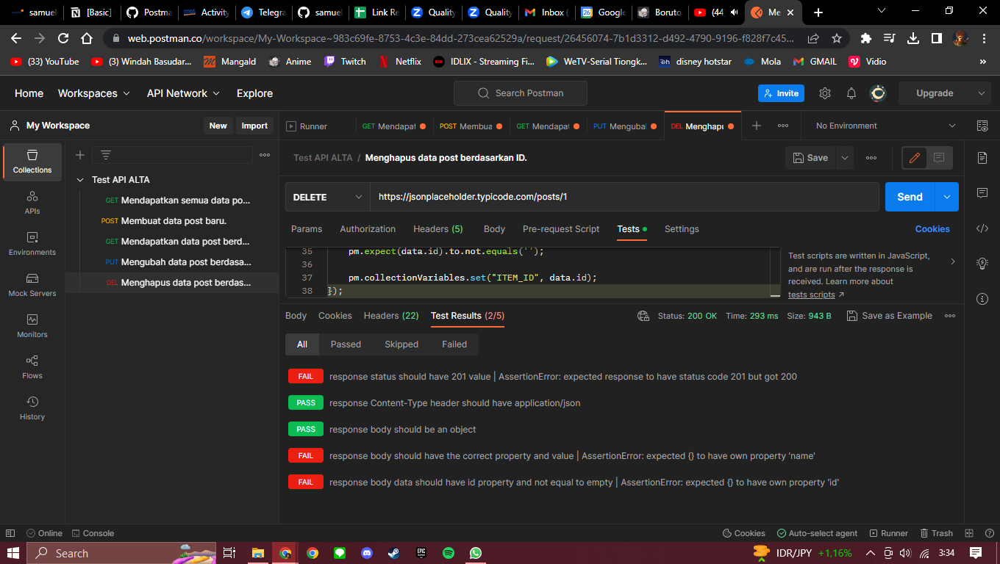 samuel
[Basic]
Postma
Activity
Telegra
samuel
Link Re
Quality
Quality
Inbox (
Google
Boruto
(44
Me
web.postman.co/workspace/My-Workspace~983c69fe-8753-4c3e-84dd-273cea62529a/request/26456074-7b1d3312-d492-4790-9196-f828f7c45...
(33) YouTube
(3) Windah Basudar...
Mangald
Anime
Twitch
Netflix
IDLIX - Streaming Fi...
WeTV-Serial Tiongk...
disney hotstar
Mola
GMAIL
Vidio
»
Home
Workspaces
API Network
Explore
Search Postman
Invite
Upgrade
My Workspace
New
Import
Runner
GET Mendapat
POST Membua
GET Mendapat
PUT Mengubal
DEL Menghapu
No Environment
Collections
APIs
Environments
Mock Servers
Monitors
Flows
History
Test API ALTA
GET Mendapatkan semua data po...
POST Membuat data post baru.
GET Mendapatkan data post berd...
PUT Mengubah data post berdasa...
DEL Menghapus data post berdas...
Test API ALTA / Menghapus data post berdasarkan ID.
Save
DELETE
https://jsonplaceholder.typicode.com/posts/1
Send
Params
Authorization
Headers (5)
Body
Pre-request Script
Tests
Settings
Cookies
35 pm.expect(data.id).to.not.equals('');
36
37 pm.collectionVariables.set("ITEM_ID", data.id);
38 });
Test scripts are written in JavaScript,
and are run after the response is
received. Learn more about
tests scripts ↗
Body
Cookies
Headers (22)
Test Results (2/5)
Status: 200 OK
Time: 293 ms
Size: 943 B
Save as Example
All
Passed
Skipped
Failed
FAIL response status should have 201 value | AssertionError: expected response to have status code 201 but got 200
PASS response Content-Type header should have application/json
PASS response body should be an object
FAIL response body should have the correct property and value | AssertionError: expected {} to have own property 'name'
FAIL response body data should have id property and not equal to empty | AssertionError: expected {} to have own property 'id'
Online
Console
Cookies
Auto-select agent
Runner
Trash
Search
EPIC
IDR/JPY +1,16%
3:34